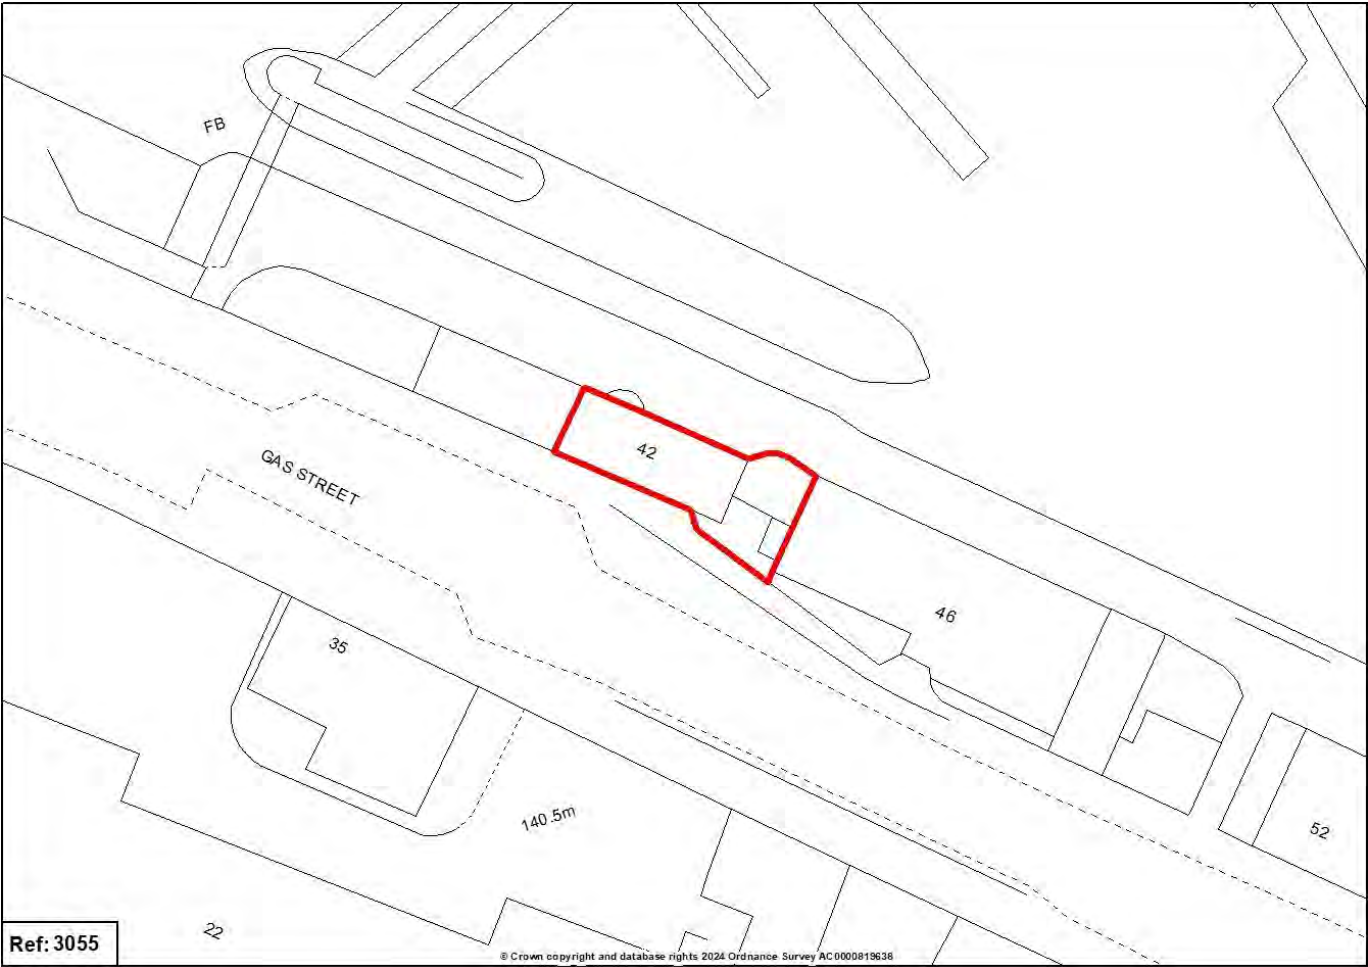 FB
42
GAS STREET
46
35
140.5m
52
22
Ref: 3055
© Crown copyright and database rights 2024 Ordnance Survey AC0000819638